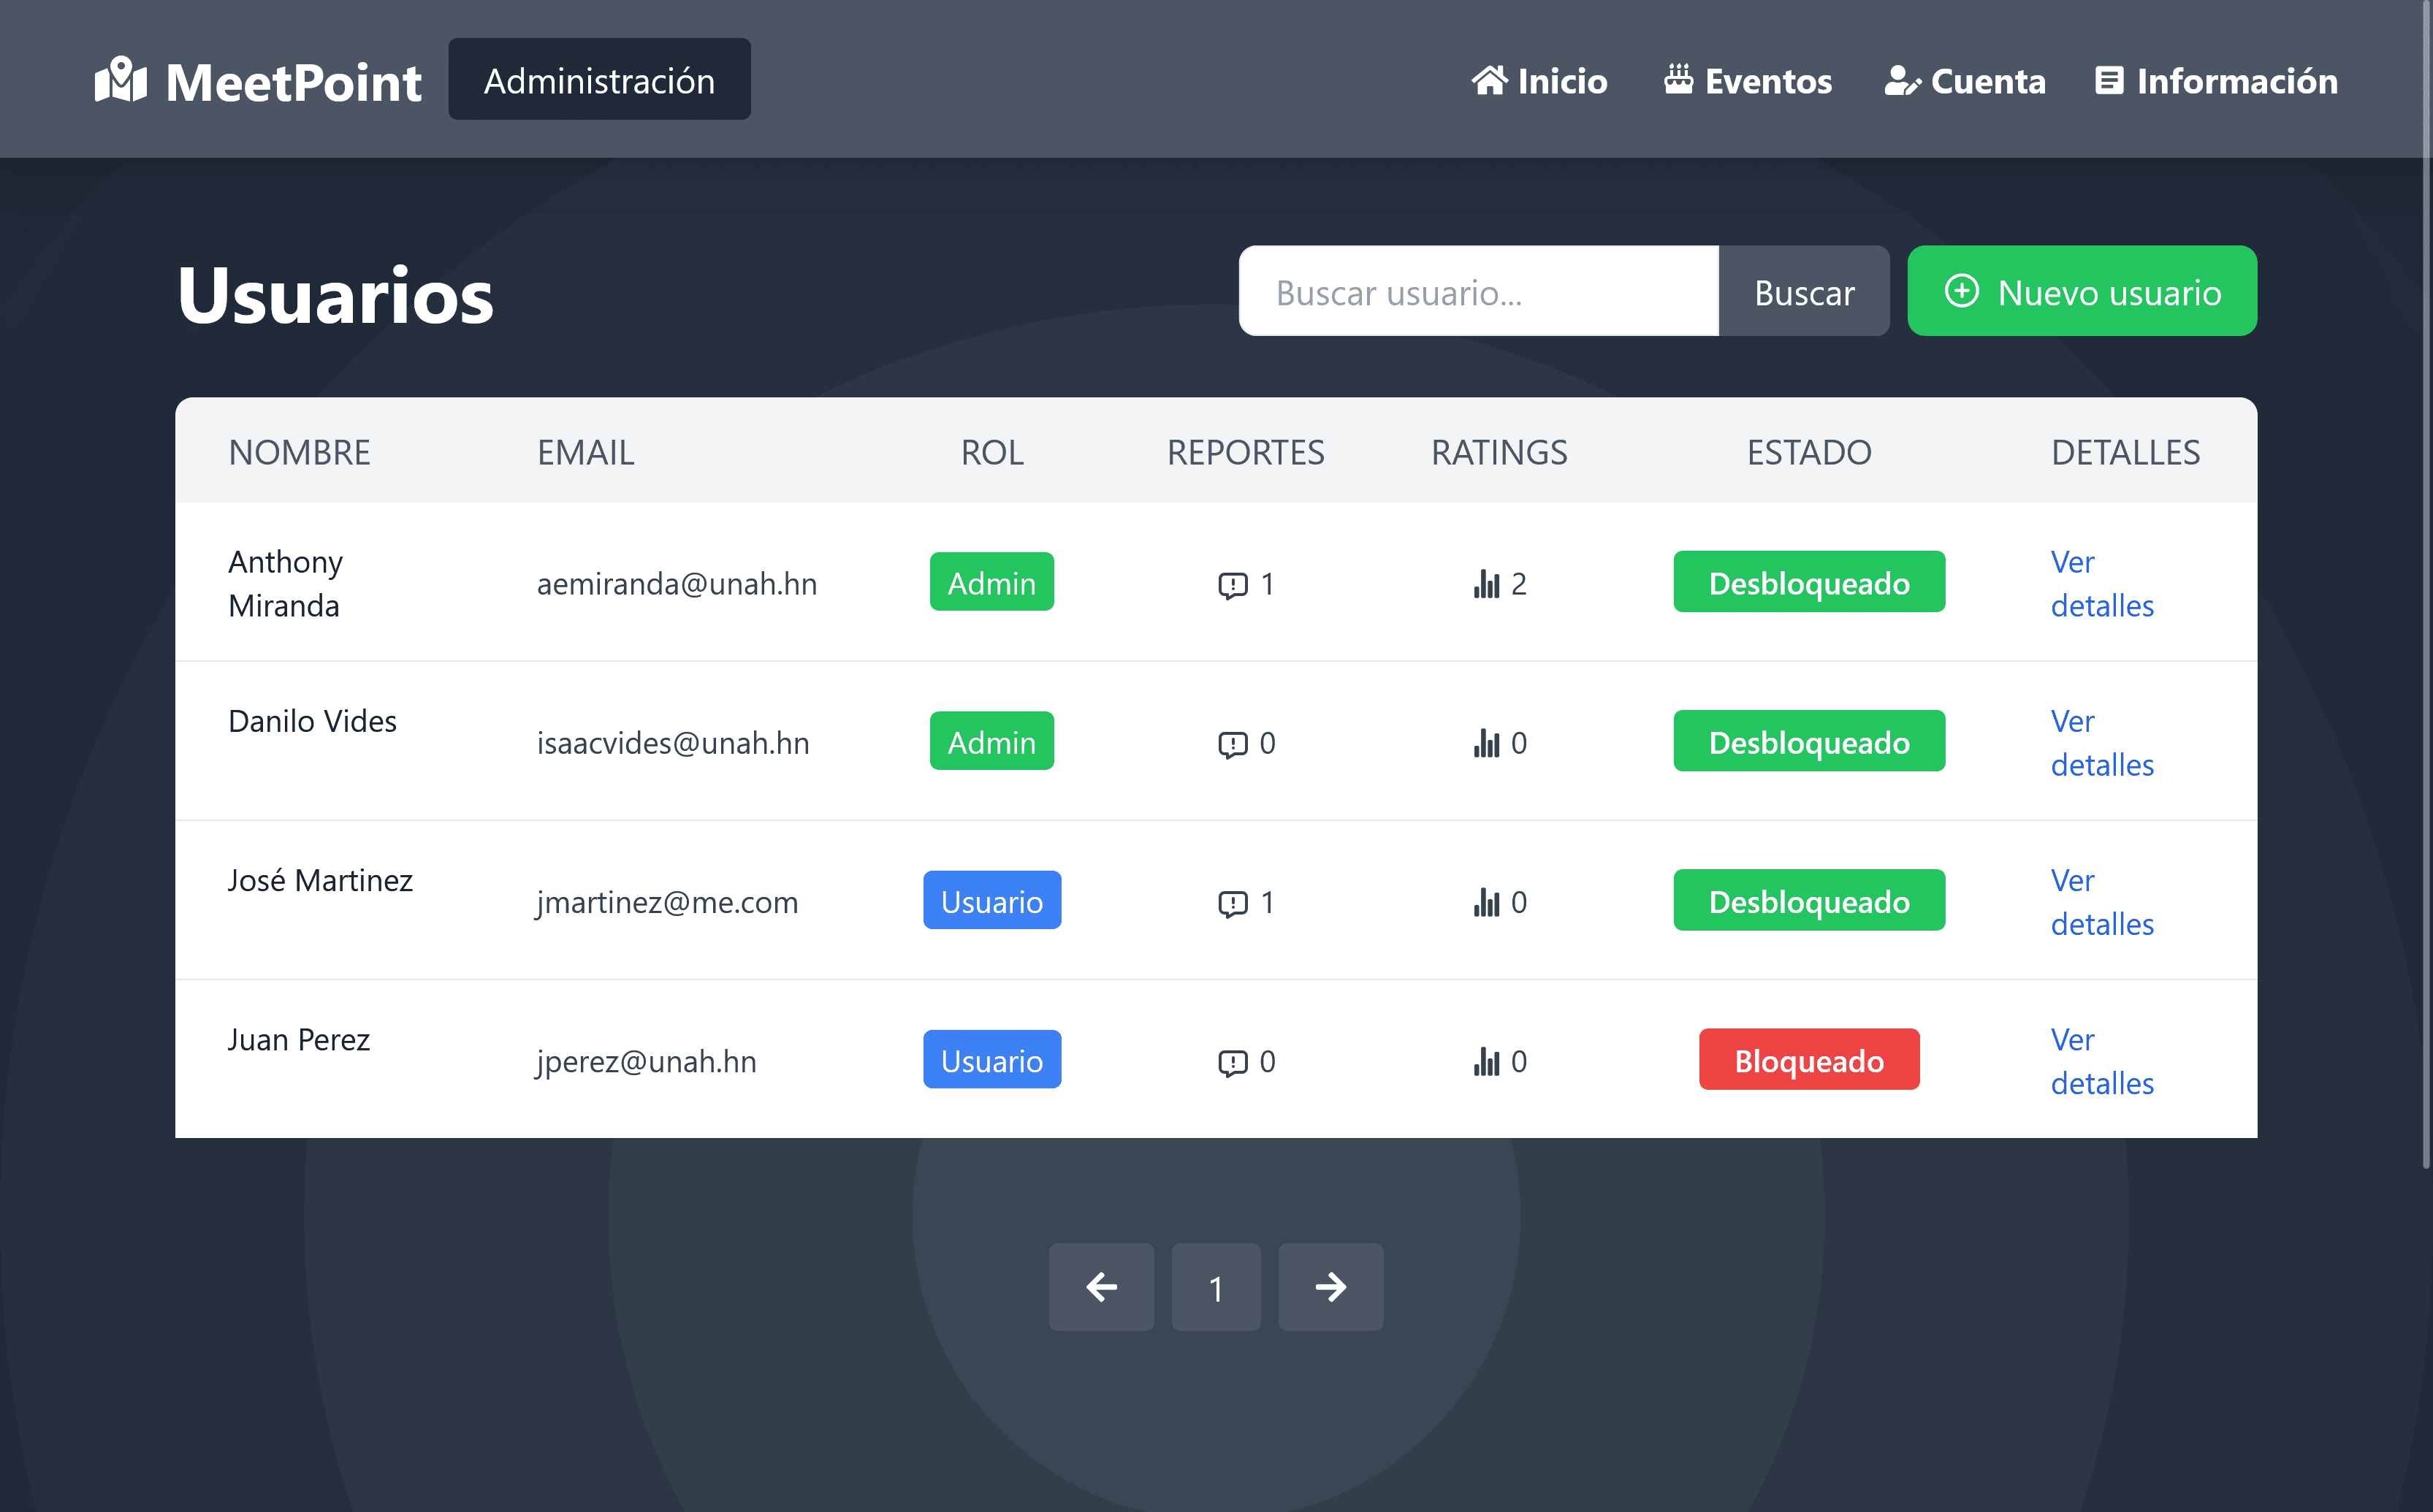 MeetPoint Administración Inicio Eventos Cuenta Información
Usuarios Buscar usuario... Buscar Nuevo usuario
NOMBRE EMAIL ROL REPORTES RATINGS ESTADO DETALLES
Anthony
Miranda
aemiranda@unah.hn Admin 1 2 Desbloqueado
Ver
detalles
Danilo Vides
isaacvides@unah.hn Admin 0 0 Desbloqueado
Ver
detalles
José Martinez
jmartinez@me.com Usuario 1 0 Desbloqueado
Ver
detalles
Juan Perez
jperez@unah.hn Usuario 0 0 Bloqueado
Ver
detalles
1